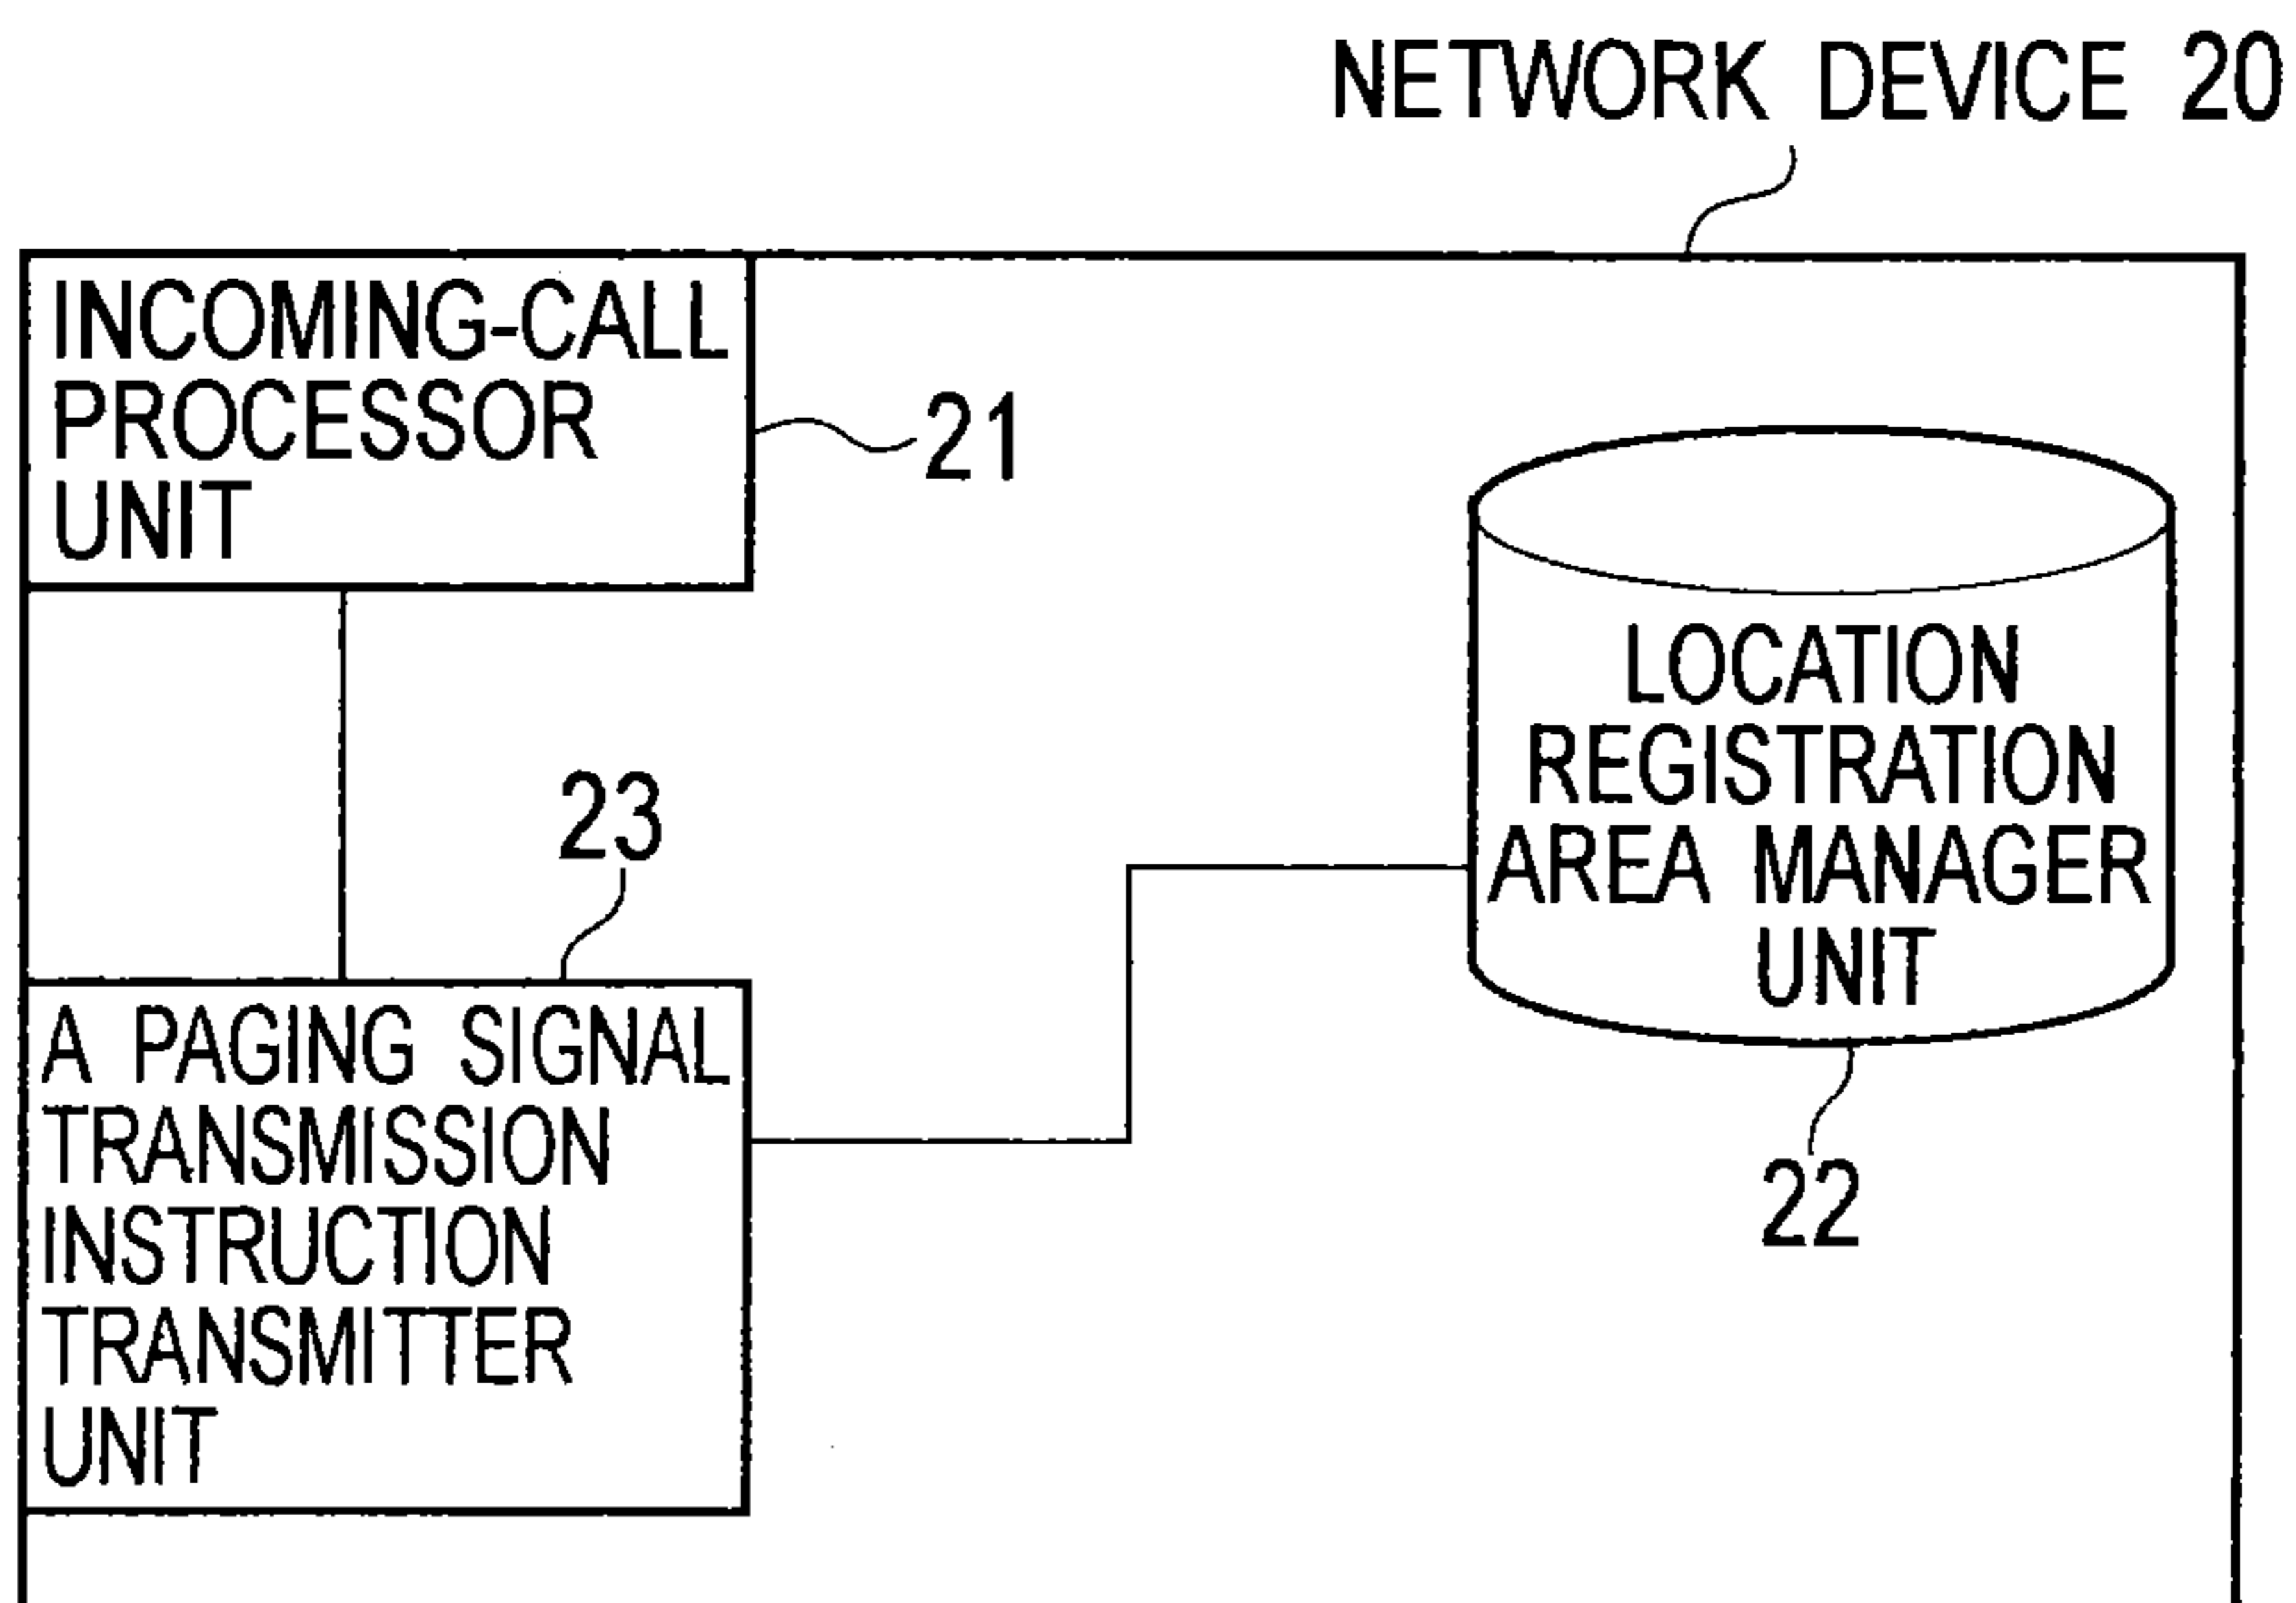 NETWORK DEVICE 20
INCOMING-CALL
PROCESSOR
UNIT
21
LOCATION
REGISTRATION
AREA MANAGER
UNIT
22
23
A PAGING SIGNAL
TRANSMISSION
INSTRUCTION
TRANSMITTER
UNIT